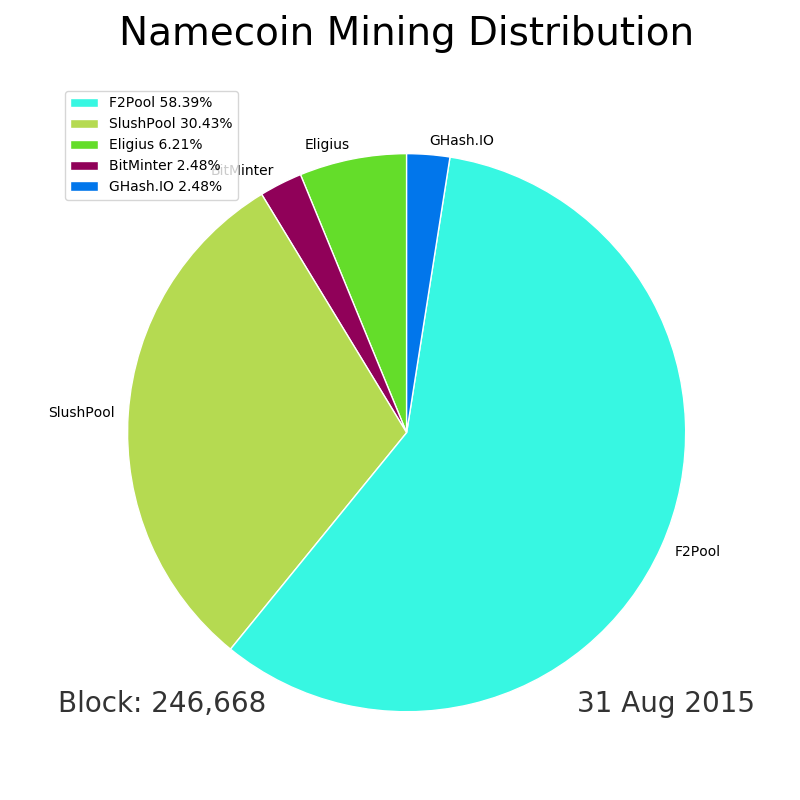 Namecoin Mining Distribution
F2Pool 58.39%
SlushPool 30.43%
Eligius 6.21%
BitMinter 2.48%
GHash.IO 2.48%
Eligius
GHash.IO
BitMinter
SlushPool
F2Pool
Block: 246,668
31 Aug 2015